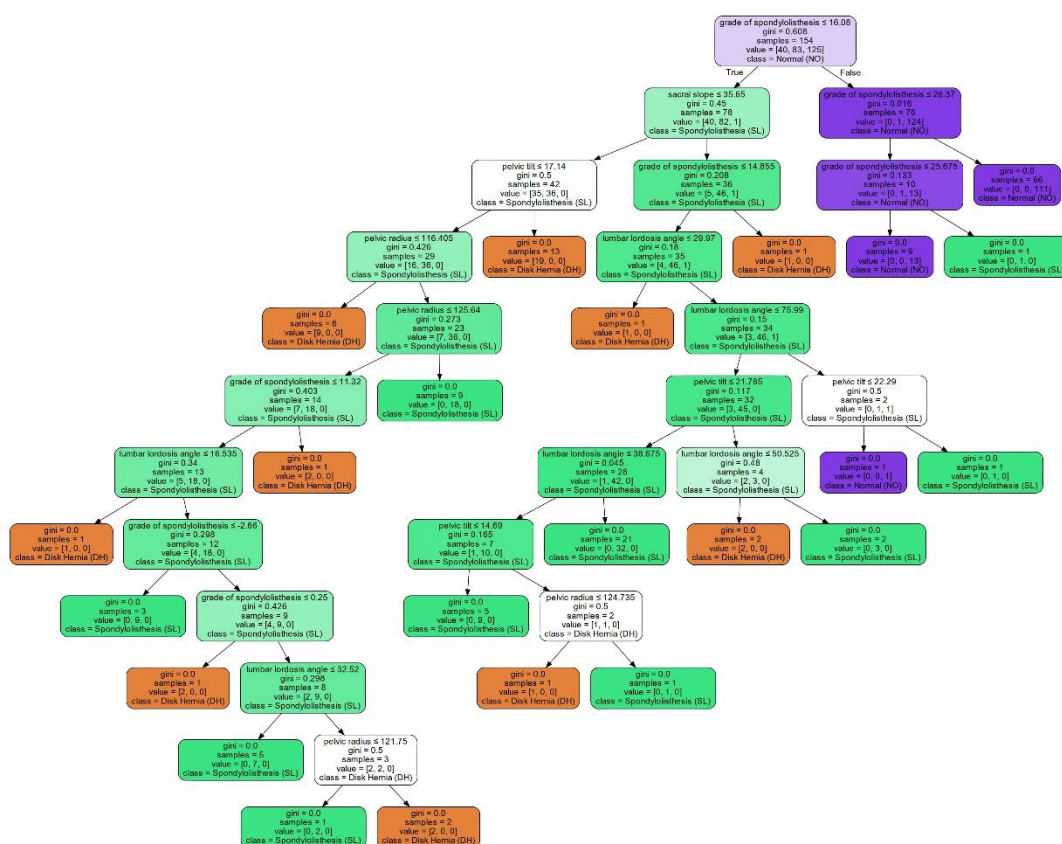 grade of spondylolisthesis ≤ 16.08
gini = 0.608
samples = 154
value = [40, 83, 125]
class = Normal (NO)
True
False
sacral slope ≤ 35.65
gini = 0.45
samples = 78
value = [40, 82, 1]
class = Spondylolisthesis (SL)
grade of spondylolisthesis ≤ 26.37
gini = 0.016
samples = 76
value = [0, 1, 124]
class = Normal (NO)
pelvic tilt ≤ 17.14
gini = 0.5
samples = 42
value = [35, 36, 0]
class = Spondylolisthesis (SL)
grade of spondylolisthesis ≤ 14.855
gini = 0.208
samples = 36
value = [5, 46, 1]
class = Spondylolisthesis (SL)
grade of spondylolisthesis ≤ 25.675
gini = 0.133
samples = 10
value = [0, 1, 13]
class = Normal (NO)
gini = 0.0
samples = 66
value = [0, 0, 111]
class = Normal (NO)
pelvic radius ≤ 116.405
gini = 0.426
samples = 29
value = [16, 36, 0]
class = Spondylolisthesis (SL)
gini = 0.0
samples = 13
value = [19, 0, 0]
class = Disk Hernia (DH)
lumbar lordosis angle ≤ 29.97
gini = 0.18
samples = 35
value = [4, 46, 1]
class = Spondylolisthesis (SL)
gini = 0.0
samples = 1
value = [1, 0, 0]
class = Disk Hernia (DH)
gini = 0.0
samples = 9
value = [0, 0, 13]
class = Normal (NO)
gini = 0.0
samples = 1
value = [0, 1, 0]
class = Spondylolisthesis (SL)
gini = 0.0
samples = 6
value = [9, 0, 0]
class = Disk Hernia (DH)
pelvic radius ≤ 125.64
gini = 0.273
samples = 23
value = [7, 36, 0]
class = Spondylolisthesis (SL)
gini = 0.0
samples = 1
value = [1, 0, 0]
class = Disk Hernia (DH)
lumbar lordosis angle ≤ 75.99
gini = 0.15
samples = 34
value = [3, 46, 1]
class = Spondylolisthesis (SL)
grade of spondylolisthesis ≤ 11.32
gini = 0.403
samples = 14
value = [7, 18, 0]
class = Spondylolisthesis (SL)
gini = 0.0
samples = 9
value = [0, 18, 0]
class = Spondylolisthesis (SL)
pelvic tilt ≤ 21.785
gini = 0.117
samples = 32
value = [3, 45, 0]
class = Spondylolisthesis (SL)
pelvic tilt ≤ 22.29
gini = 0.5
samples = 2
value = [0, 1, 1]
class = Spondylolisthesis (SL)
lumbar lordosis angle ≤ 16.535
gini = 0.34
samples = 13
value = [5, 18, 0]
class = Spondylolisthesis (SL)
gini = 0.0
samples = 1
value = [2, 0, 0]
class = Disk Hernia (DH)
lumbar lordosis angle ≤ 38.675
gini = 0.045
samples = 28
value = [1, 42, 0]
class = Spondylolisthesis (SL)
lumbar lordosis angle ≤ 50.525
gini = 0.48
samples = 4
value = [2, 3, 0]
class = Spondylolisthesis (SL)
gini = 0.0
samples = 1
value = [0, 0, 1]
class = Normal (NO)
gini = 0.0
samples = 1
value = [0, 1, 0]
class = Spondylolisthesis (SL)
gini = 0.0
samples = 1
value = [1, 0, 0]
class = Disk Hernia (DH)
grade of spondylolisthesis ≤ -2.66
gini = 0.298
samples = 12
value = [4, 18, 0]
class = Spondylolisthesis (SL)
pelvic tilt ≤ 14.69
gini = 0.165
samples = 7
value = [1, 10, 0]
class = Spondylolisthesis (SL)
gini = 0.0
samples = 21
value = [0, 32, 0]
class = Spondylolisthesis (SL)
gini = 0.0
samples = 2
value = [2, 0, 0]
class = Disk Hernia (DH)
gini = 0.0
samples = 2
value = [0, 3, 0]
class = Spondylolisthesis (SL)
gini = 0.0
samples = 3
value = [0, 9, 0]
class = Spondylolisthesis (SL)
grade of spondylolisthesis ≤ 0.25
gini = 0.426
samples = 9
value = [4, 9, 0]
class = Spondylolisthesis (SL)
gini = 0.0
samples = 5
value = [0, 9, 0]
class = Spondylolisthesis (SL)
pelvic radius ≤ 124.735
gini = 0.5
samples = 2
value = [1, 1, 0]
class = Disk Hernia (DH)
gini = 0.0
samples = 1
value = [2, 0, 0]
class = Disk Hernia (DH)
lumbar lordosis angle ≤ 32.52
gini = 0.298
samples = 8
value = [2, 9, 0]
class = Spondylolisthesis (SL)
gini = 0.0
samples = 1
value = [1, 0, 0]
class = Disk Hernia (DH)
gini = 0.0
samples = 1
value = [0, 1, 0]
class = Spondylolisthesis (SL)
gini = 0.0
samples = 5
value = [0, 7, 0]
class = Spondylolisthesis (SL)
pelvic radius ≤ 121.75
gini = 0.5
samples = 3
value = [2, 2, 0]
class = Disk Hernia (DH)
gini = 0.0
samples = 1
value = [0, 2, 0]
class = Spondylolisthesis (SL)
gini = 0.0
samples = 2
value = [2, 0, 0]
class = Disk Hernia (DH)